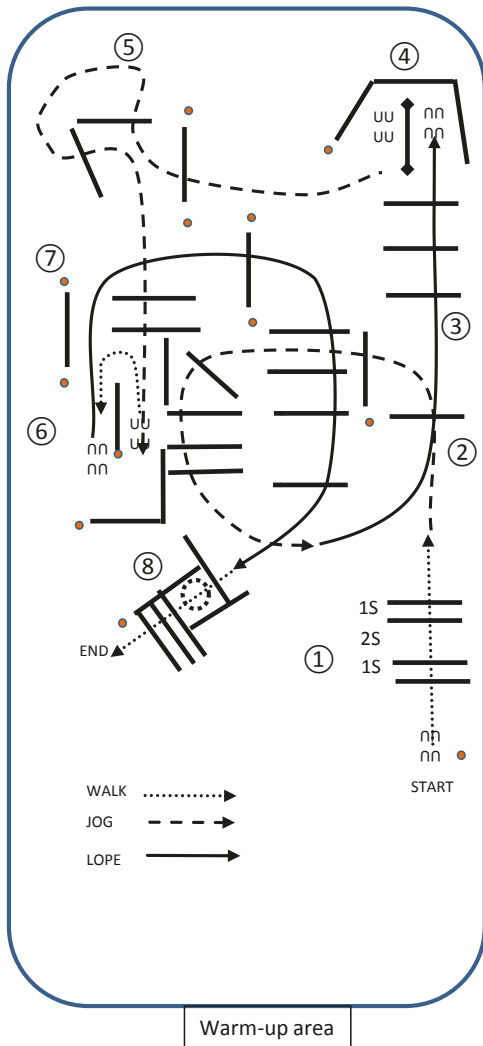 ⑤
④
⑦
③
⑥
②
⑧
1S
2S
①
1S
END
START
WALK
JOG
LOPE
Warm-up area